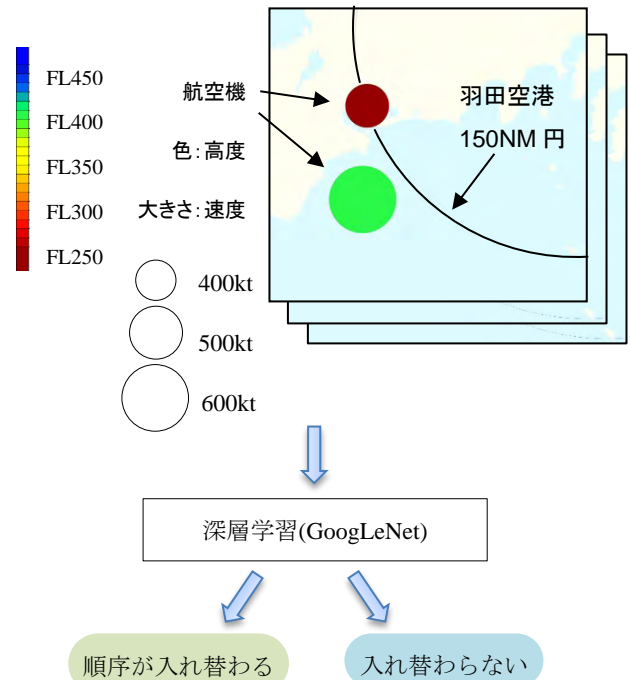 FL450
FL400
FL350
FL300
FL250
航空機
色：高度
大きさ：速度
羽田空港
150NM 円
400kt
500kt
600kt
深層学習(GoogLeNet)
順序が入れ替わる
入れ替わらない